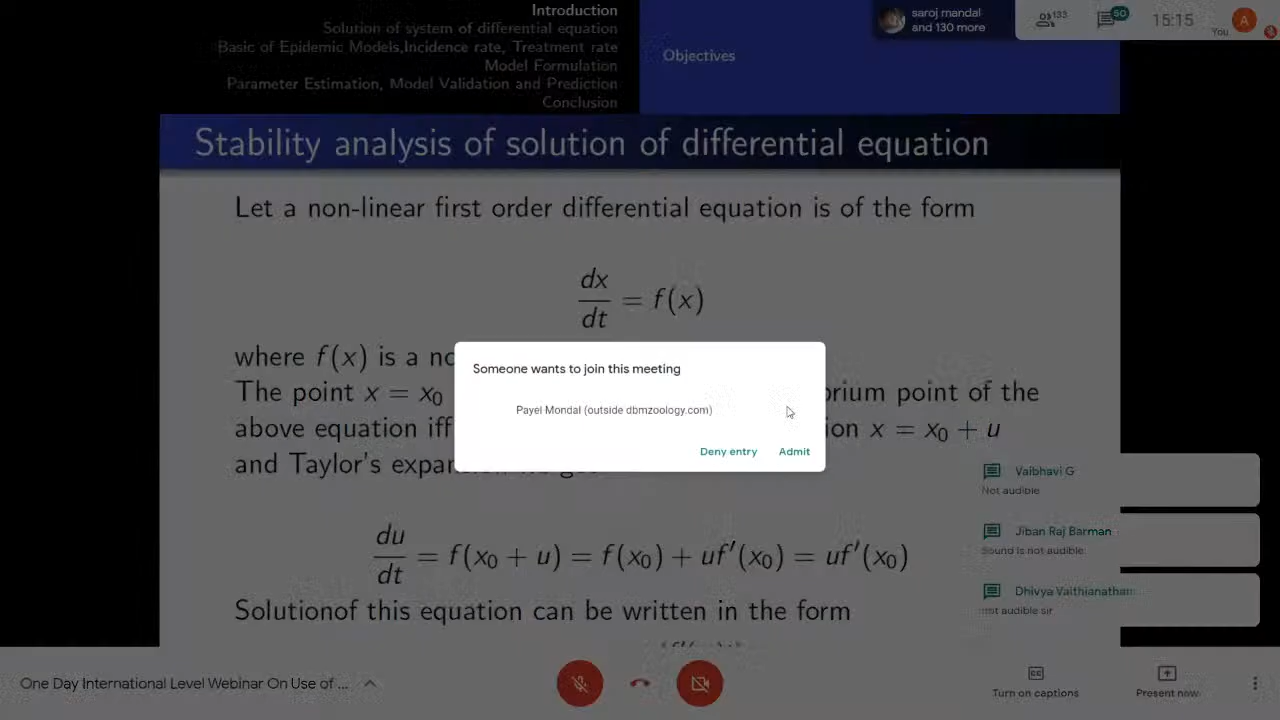 Introduction
Solution of system of differential equation
Basic of Epidemic Models,Incidence rate, Treatment rate
Model Formulation
Parameter Estimation, Model Validation and Prediction
Conclusion
Objectives
saroj mandal
and 130 more
133
50
15:15
You
A
Stability analysis of solution of differential equation
Let a non-linear first order differential equation is of the form
dx/dt = f(x)
where f(x) is a no
The point x = x₀ brium point of the
above equation iff ion x = x₀ + u
and Taylor's expan
Someone wants to join this meeting
Payel Mondal (outside dbmzoology.com)
Deny entry Admit
du/dt = f(x₀ + u) = f(x₀) + uf′(x₀) = uf′(x₀)
Solutionof this equation can be written in the form
Vaibhavi G
Not audible
Jiban Raj Barman
Sound is not audible
Dhivya Vaithianathan
not audible sir
One Day International Level Webinar On Use of ...
CC
Turn on captions
Present now